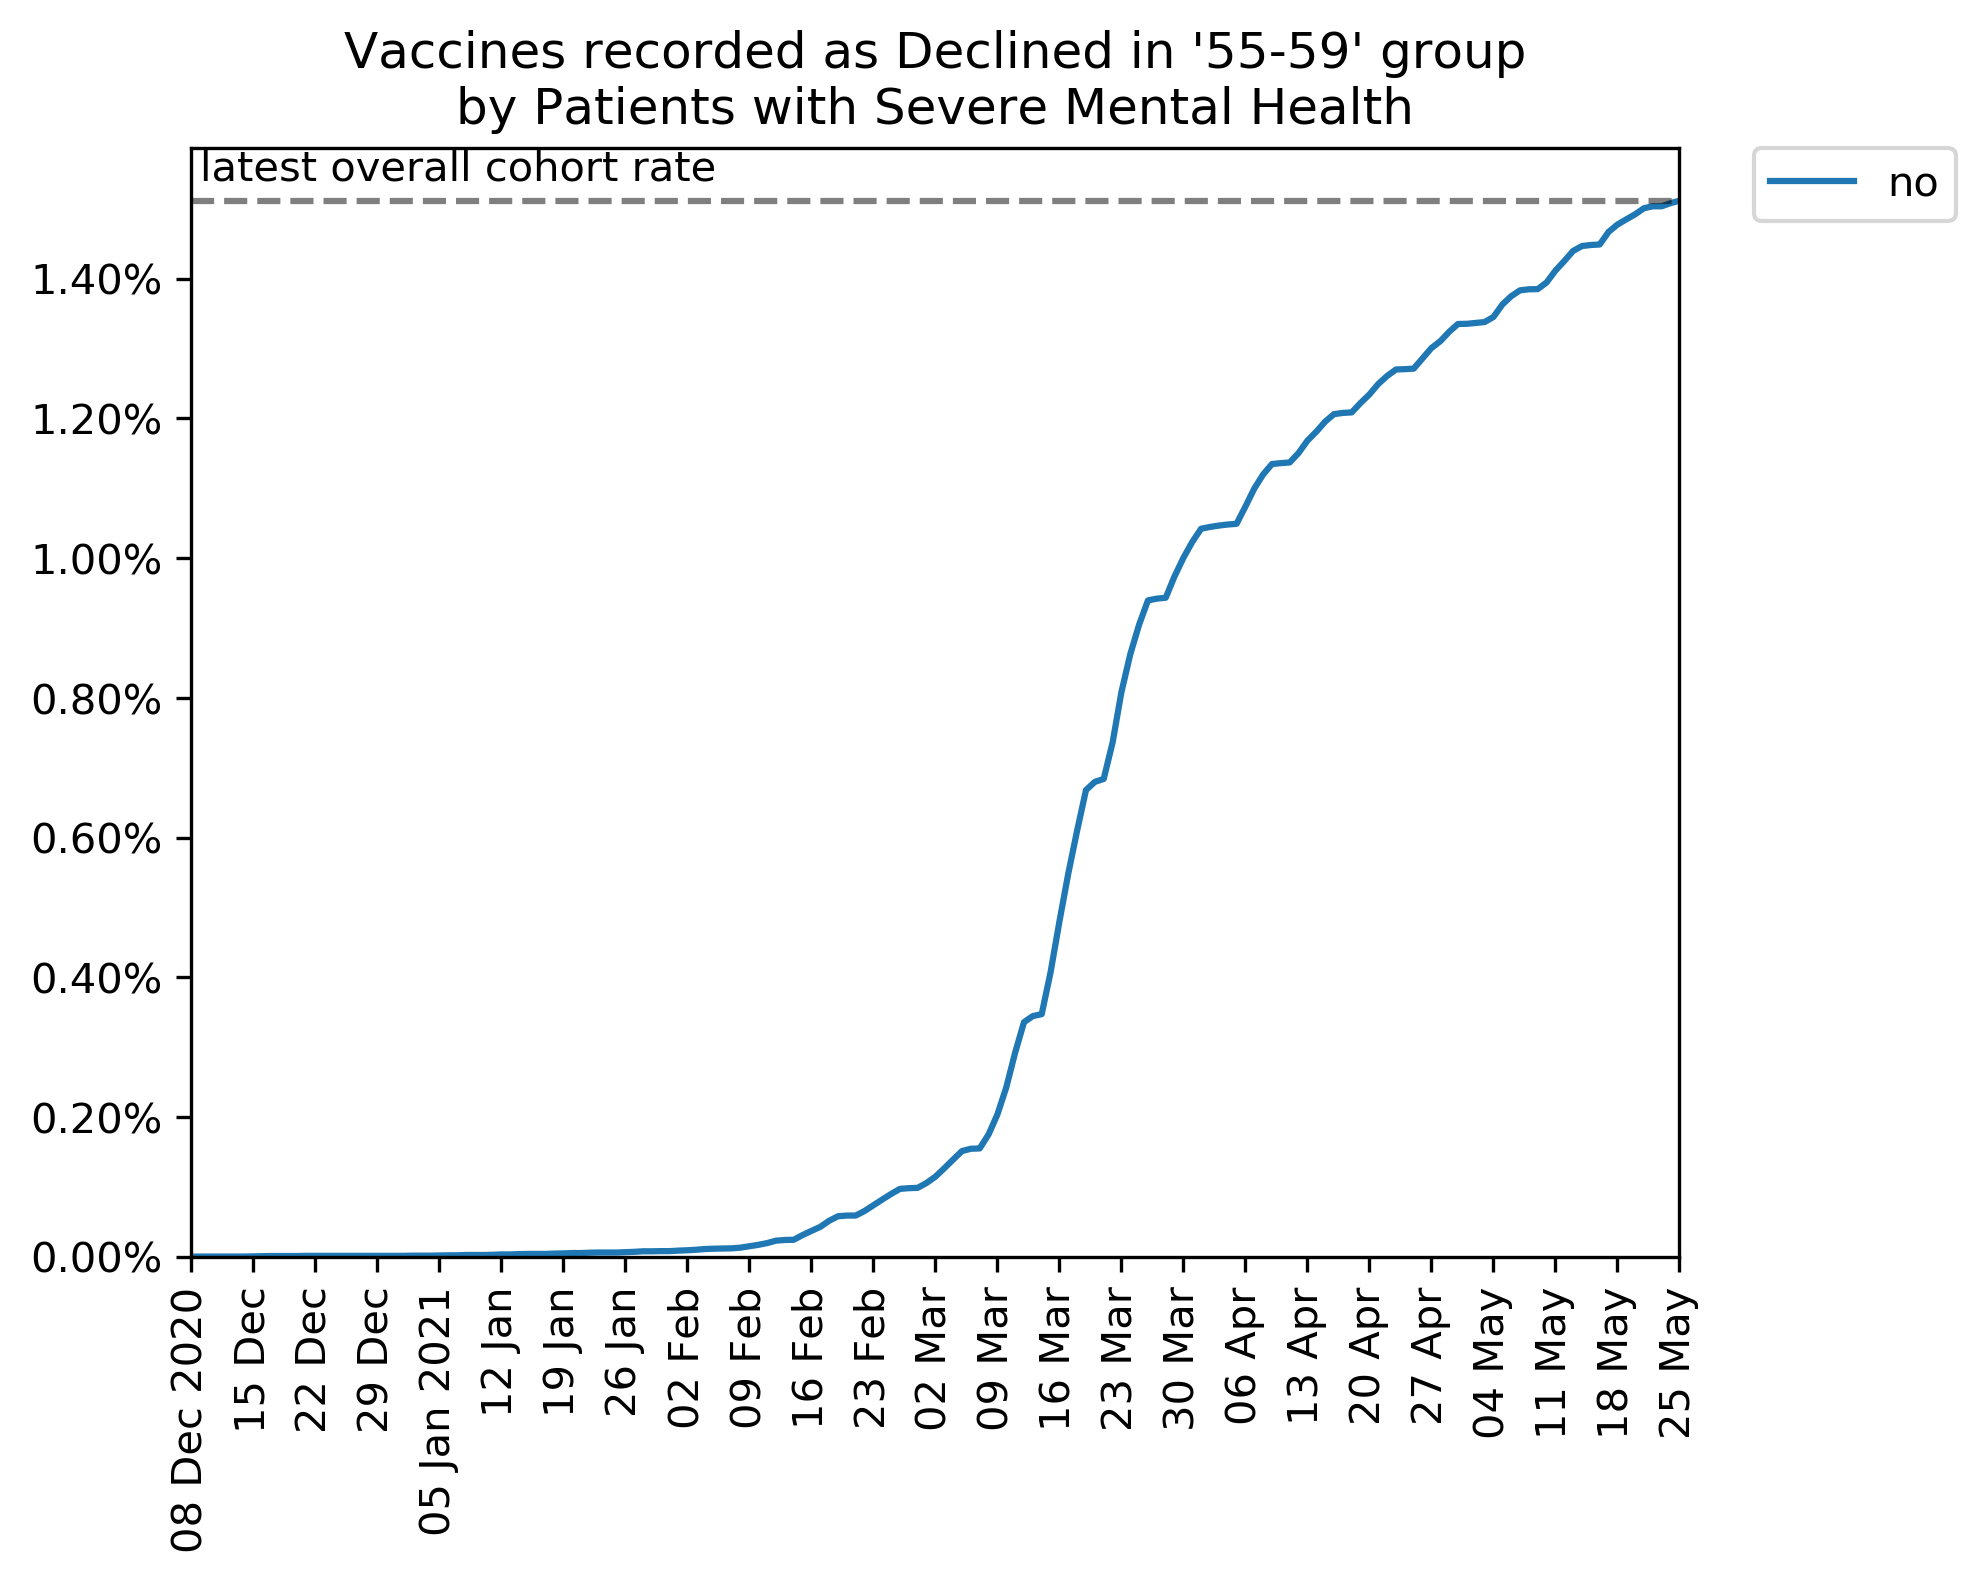 Vaccines recorded as Declined in '55-59' group
by Patients with Severe Mental Health
latest overall cohort rate
no
1.40%
1.20%
1.00%
0.80%
0.60%
0.40%
0.20%
0.00%
08 Dec 2020
15 Dec
22 Dec
29 Dec
05 Jan 2021
12 Jan
19 Jan
26 Jan
02 Feb
09 Feb
16 Feb
23 Feb
02 Mar
09 Mar
16 Mar
23 Mar
30 Mar
06 Apr
13 Apr
20 Apr
27 Apr
04 May
11 May
18 May
25 May